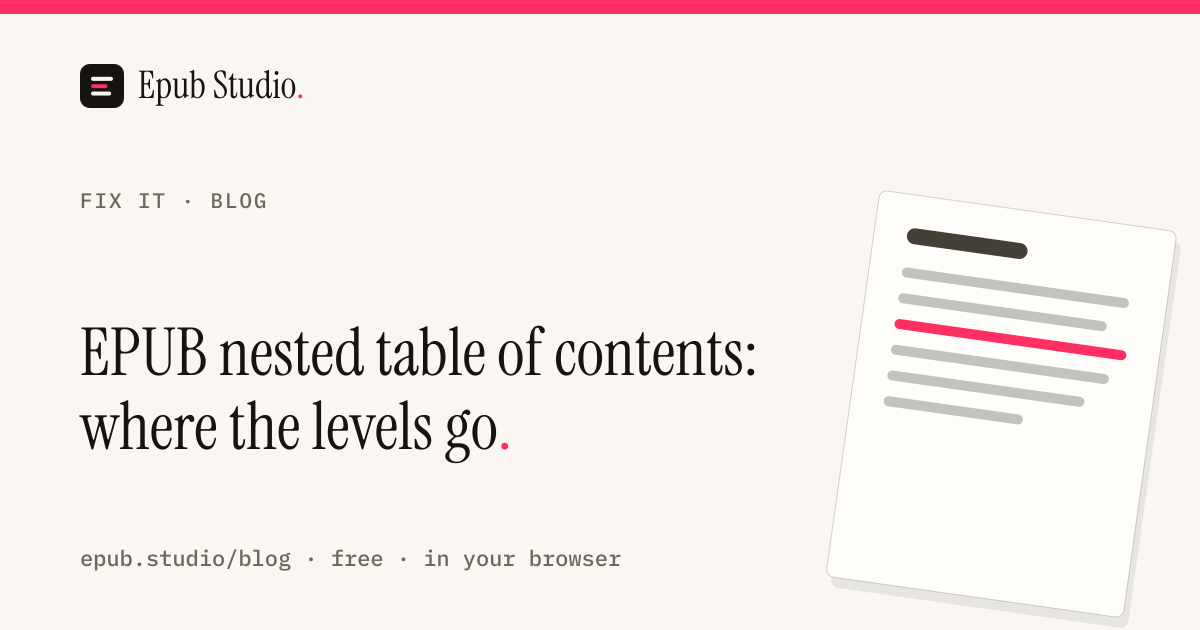 Epub Studio.
FIX IT · BLOG
EPUB nested table of contents:
where the levels go.
epub.studio/blog · free · in your browser